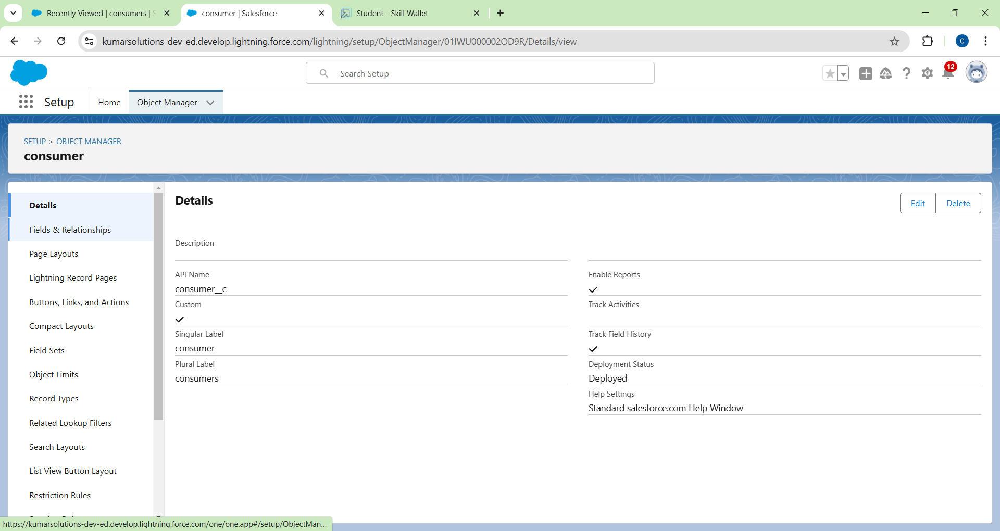 Recently Viewed | consumers |
consumer | Salesforce
Student - Skill Wallet
kumarsolutions-dev-ed.develop.lightning.force.com/lightning/setup/ObjectManager/01IWU000002OD9R/Details/view
C
Search Setup
12
Setup
Home
Object Manager
SETUP > OBJECT MANAGER
consumer
Details
Fields & Relationships
Page Layouts
Lightning Record Pages
Buttons, Links, and Actions
Compact Layouts
Field Sets
Object Limits
Record Types
Related Lookup Filters
Search Layouts
List View Button Layout
Restriction Rules
Details
Edit
Delete
Description
API Name
consumer__c
Custom
Singular Label
consumer
Plural Label
consumers
Enable Reports
Track Activities
Track Field History
Deployment Status
Deployed
Help Settings
Standard salesforce.com Help Window
https://kumarsolutions-dev-ed.develop.lightning.force.com/one/one.app#/setup/ObjectMan...